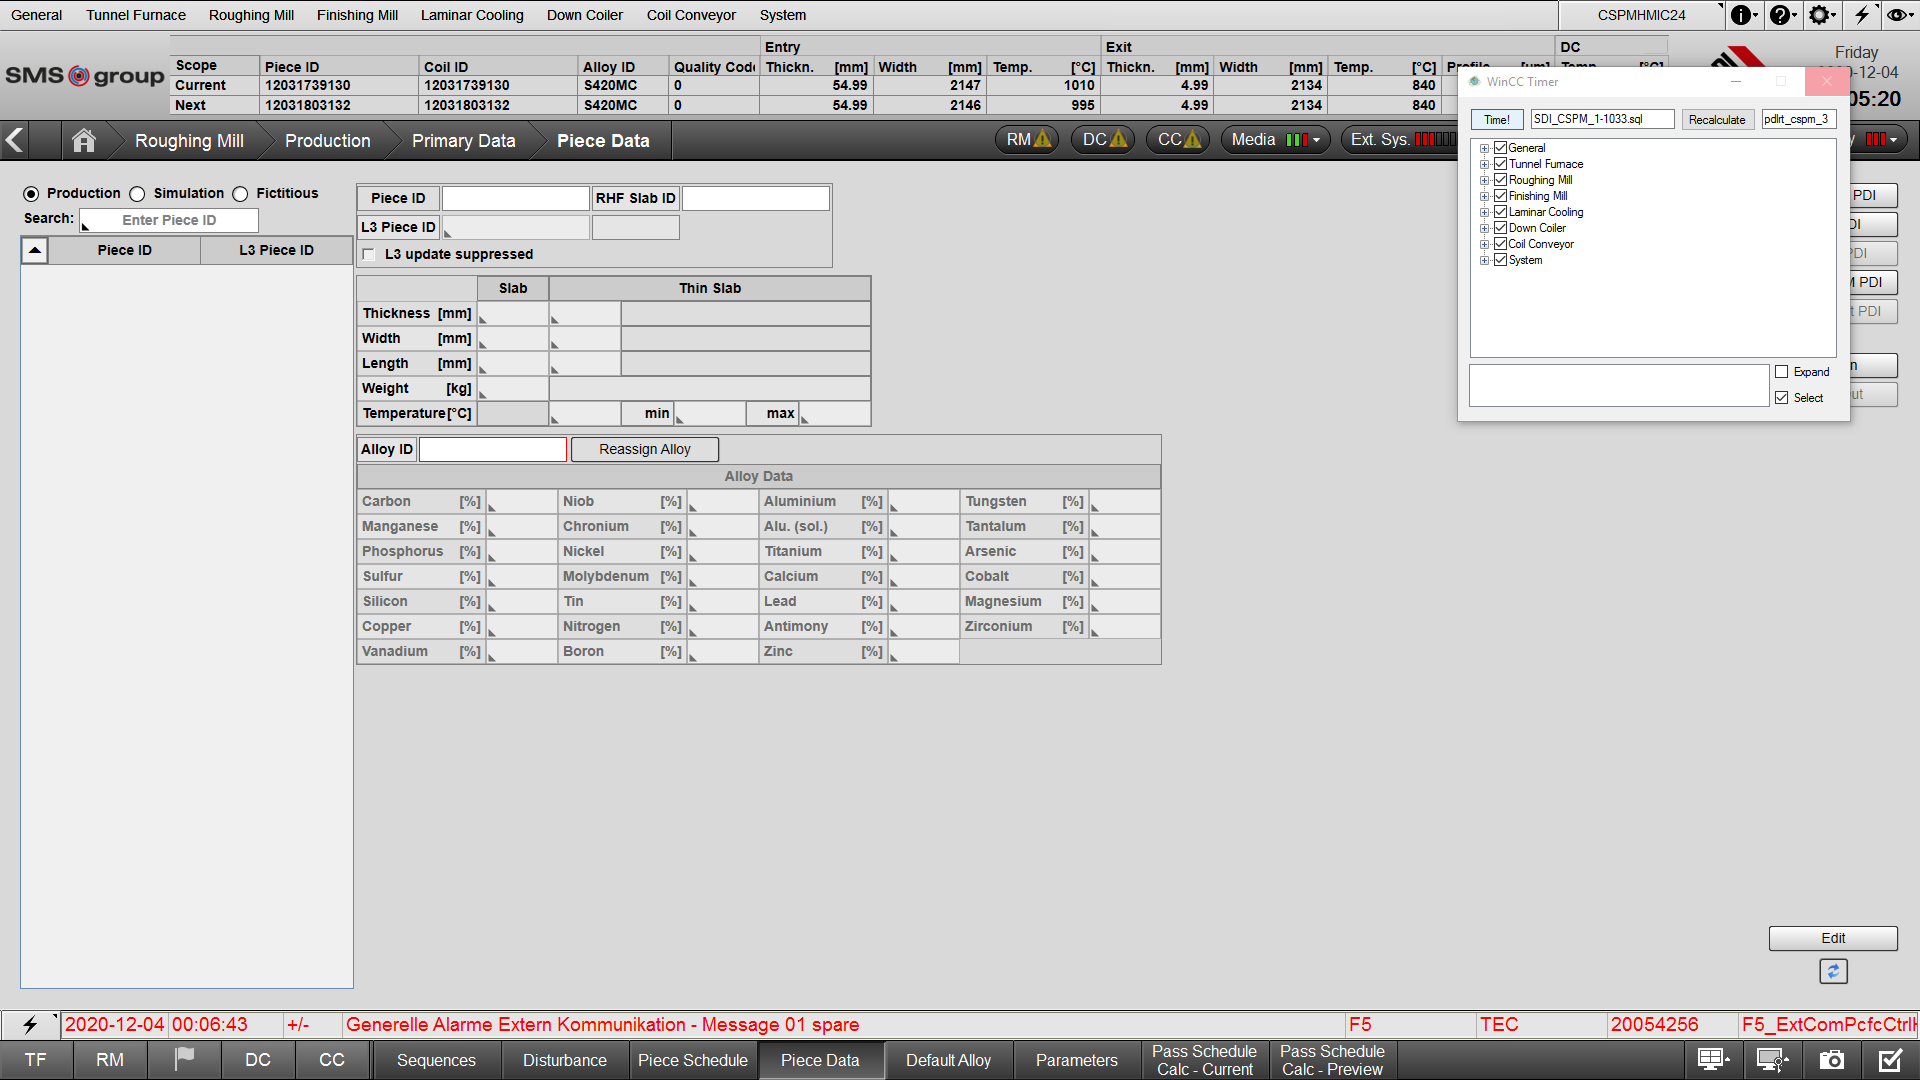 General Tunnel Furnace Roughing Mill Finishing Mill Laminar Cooling Down Coiler Coil Conveyor System CSPMHMIC24
SMS group
Entry Exit DC
Scope Piece ID Coil ID Alloy ID Quality Code Thickn. [mm] Width [mm] Temp. [°C] Thickn. [mm] Width [mm] Temp. [°C]
Current 12031739130 12031739130 S420MC 0 54.99 2147 1010 4.99 2134 840
Next 12031803132 12031803132 S420MC 0 54.99 2146 995 4.99 2134 840
Friday
-12-04
05:20
Roughing Mill Production Primary Data Piece Data RM DC CC Media Ext. Sys.
WinCC Timer
Time! SDI_CSPM_1-1033.sql Recalculate pdlrt_cspm_3
General
Tunnel Furnace
Roughing Mill
Finishing Mill
Laminar Cooling
Down Coiler
Coil Conveyor
System
Expand
Select
PDI
DI
PDI
M PDI
t PDI
n
ut
Production Simulation Fictitious
Search: Enter Piece ID
Piece ID L3 Piece ID
Piece ID RHF Slab ID
L3 Piece ID
L3 update suppressed
Slab Thin Slab
Thickness [mm]
Width [mm]
Length [mm]
Weight [kg]
Temperature [°C] min max
Alloy ID Reassign Alloy
Alloy Data
Carbon [%] Niob [%] Aluminium [%] Tungsten [%]
Manganese [%] Chronium [%] Alu. (sol.) [%] Tantalum [%]
Phosphorus [%] Nickel [%] Titanium [%] Arsenic [%]
Sulfur [%] Molybdenum [%] Calcium [%] Cobalt [%]
Silicon [%] Tin [%] Lead [%] Magnesium [%]
Copper [%] Nitrogen [%] Antimony [%] Zirconium [%]
Vanadium [%] Boron [%] Zinc [%]
Edit
2020-12-04 00:06:43 +/- Generelle Alarme Extern Kommunikation - Message 01 spare F5 TEC 20054256 F5_ExtComPcfcCtrl
TF RM DC CC Sequences Disturbance Piece Schedule Piece Data Default Alloy Parameters Pass Schedule Calc - Current Pass Schedule Calc - Preview